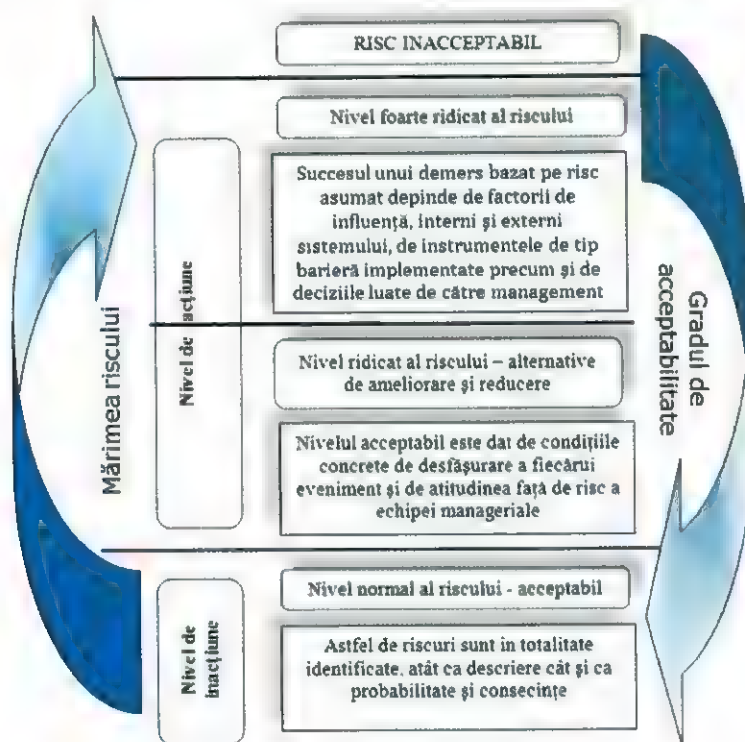 RISC INACCEPTABIL
Nivel foarte ridicat al riscului
Succesul unui demers bazat pe risc
asumat depinde de factorii de
influență, interni și externi
sistemului, de instrumentele de tip
barieră implementate precum și de
deciziile luate de către management
Nivel ridicat al riscului – alternative
de ameliorare și reducere
Nivelul acceptabil este dat de condițiile
concrete de desfășurare a fiecărui
eveniment și de atitudinea față de risc a
echipei manageriale
Nivel normal al riscului - acceptabil
Astfel de riscuri sunt în totalitate
identificate, atât ca descriere cât și ca
probabilitate și consecințe
Mărimea riscului
Nivel de acțiune
Nivel de
inacțiune
Gradul de
acceptabilitate